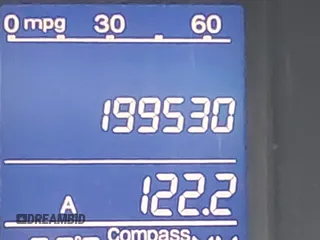 0 mpg 30 60
199530
A 122.2
DREAMBID
Compass